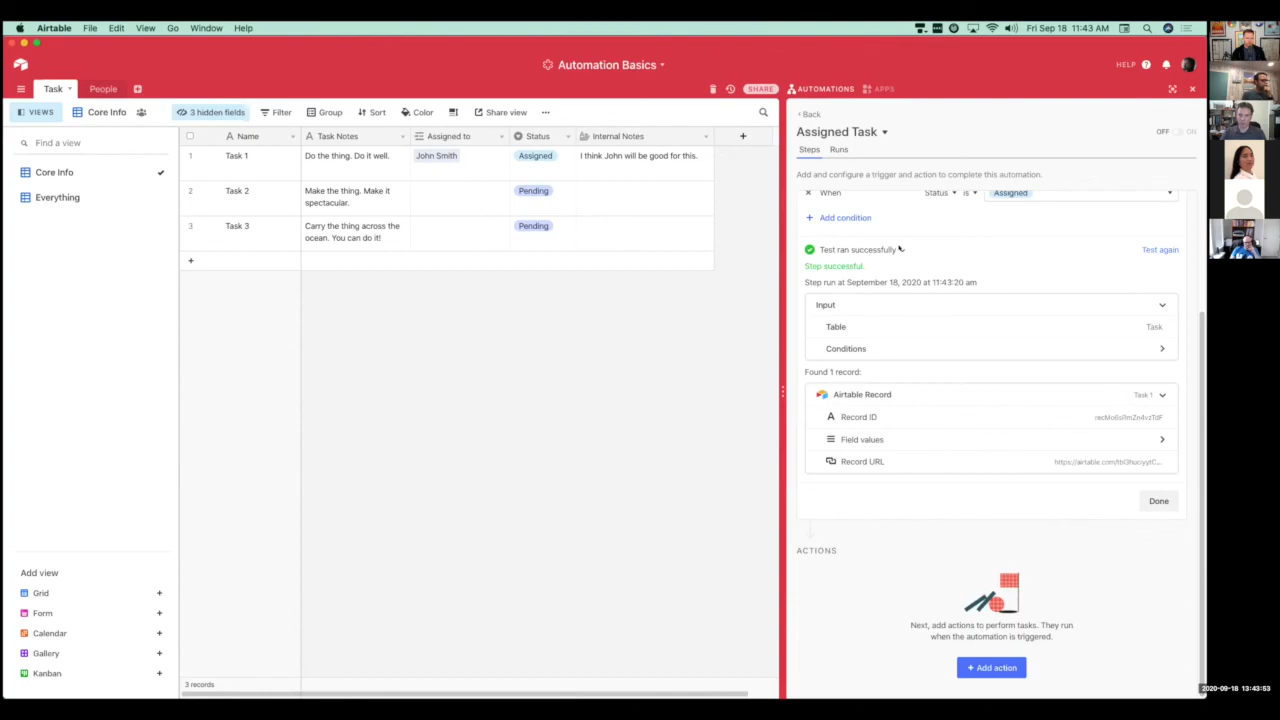 Airtable File Edit View Go Window Help Fri Sep 18 11:43 AM
Automation Basics
HELP
Task People SHARE AUTOMATIONS APPS
VIEWS Core Info 3 hidden fields Filter Group Sort Color Share view ...
Find a view
Core Info
Everything
Name Task Notes Assigned to Status Internal Notes
1 Task 1 Do the thing. Do it well. John Smith Assigned I think John will be good for this.
2 Task 2 Make the thing. Make it spectacular. Pending
3 Task 3 Carry the thing across the ocean. You can do it! Pending
+
Add view
Grid +
Form +
Calendar +
Gallery +
Kanban +
3 records
Back
Assigned Task
OFF ON
Steps Runs
Add and configure a trigger and action to complete this automation.
When Status is Assigned
+ Add condition
Test ran successfully Test again
Step successful.
Step run at September 18, 2020 at 11:43:20 am
Input
Table Task
Conditions
Found 1 record:
Airtable Record Task 1
Record ID
Field values
Record URL
Done
ACTIONS
Next, add actions to perform tasks. They run
when the automation is triggered.
+ Add action
2020-09-18 13:43:53